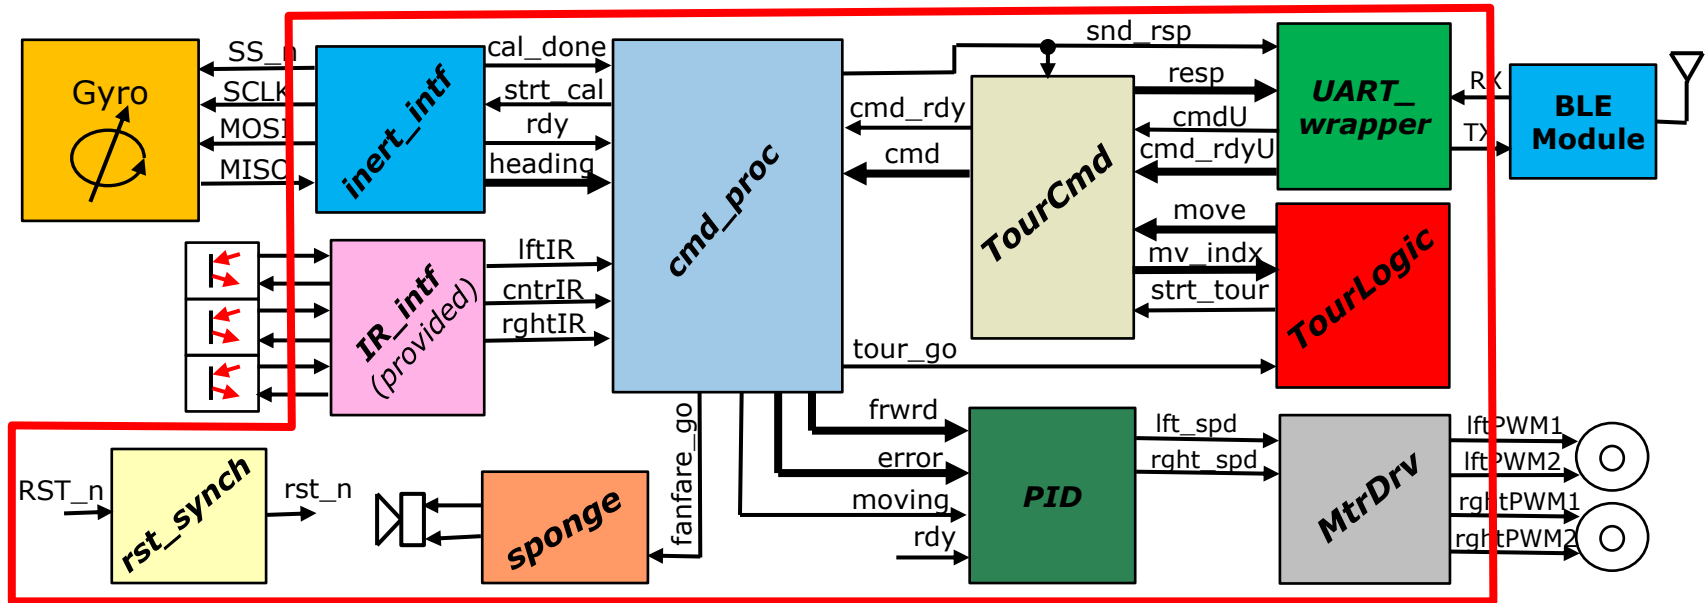 snd_rsp
SS_n
cal_done
Gyro
SCLK
strt_cal
MOSI
rdy
MISO
heading
inert_intf
cmd_proc
cmd_rdy
cmd
TourCmd
resp
cmdU
cmd_rdyU
UART_
wrapper
RX
TX
BLE
Module
move
mv_indx
strt_tour
TourLogic
lftIR
cntrIR
rghtIR
IR_intf
(provided)
tour_go
fanfare_go
frwrd
error
moving
rdy
PID
lft_spd
rght_spd
MtrDrv
lftPWM1
lftPWM2
rghtPWM1
rghtPWM2
RST_n
rst_synch
rst_n
sponge